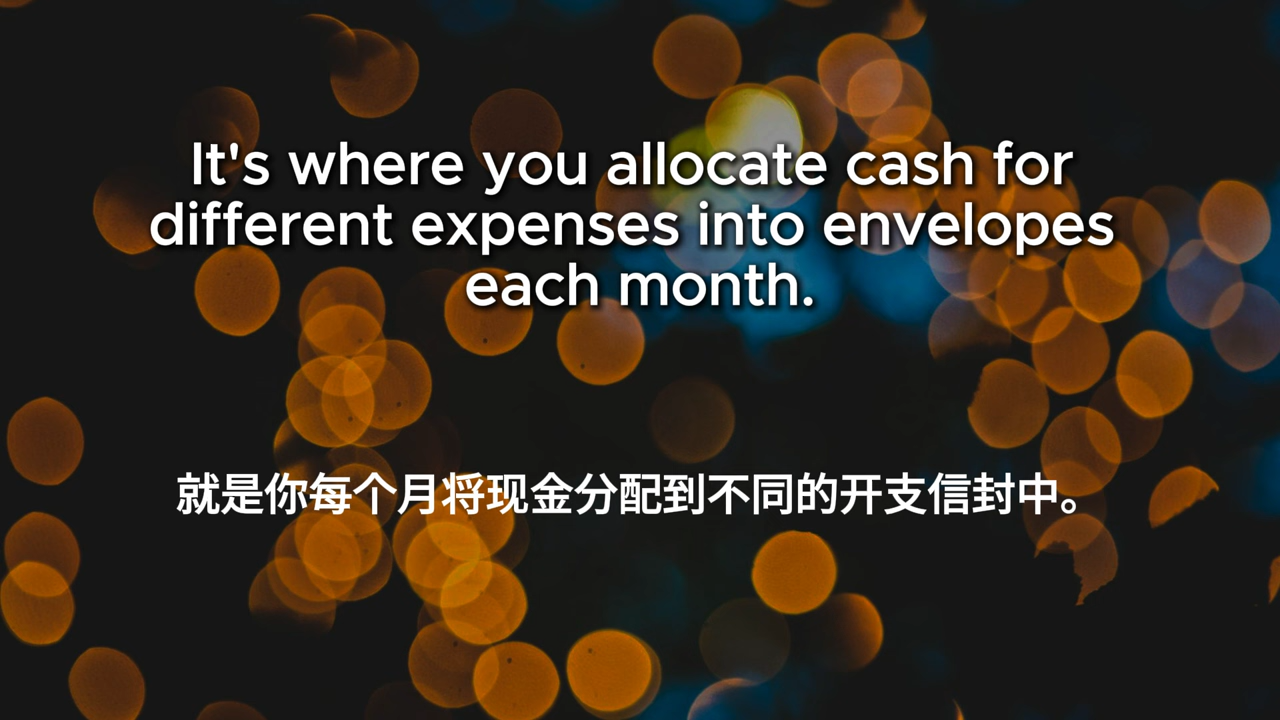 It's where you allocate cash for
different expenses into envelopes
each month.
就是你每个月将现金分配到不同的开支信封中。